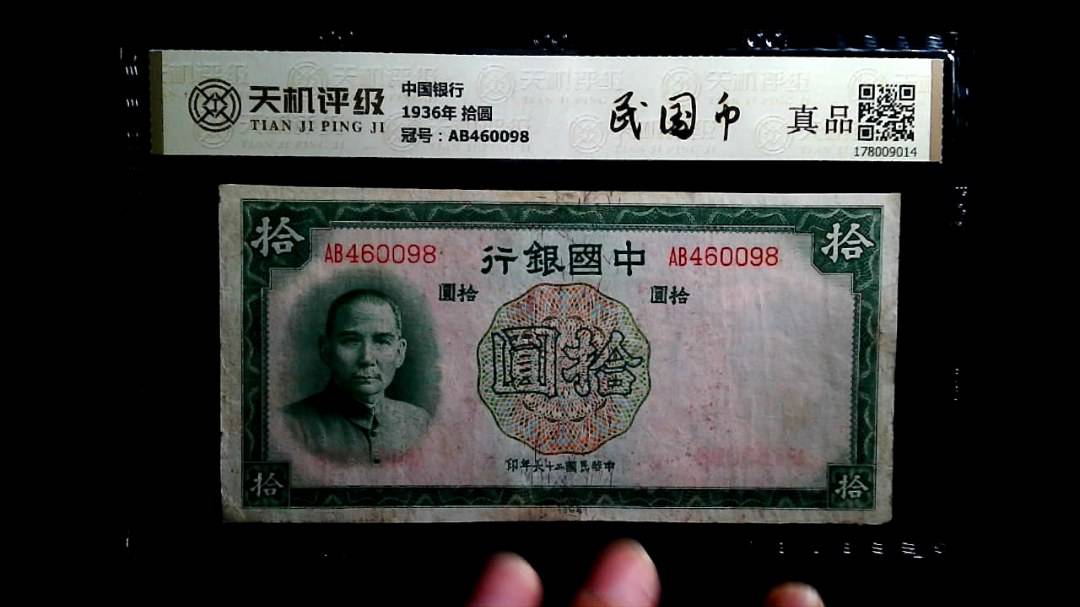 天机评级
TIAN JI PING JI
中国银行
1936年 拾圆
冠号：AB460098
民国币
真品
178009014
拾
拾
AB460098
行銀國中
AB460098
圓拾
圓拾
圓拾
印年六十二國民華中
拾
拾